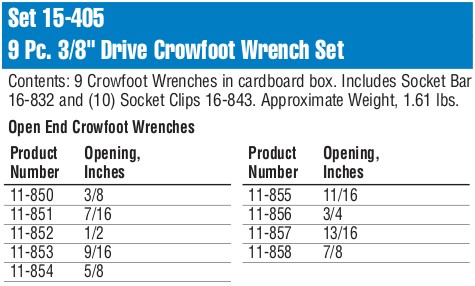 Set 15-405
9 Pc. 3/8" Drive Crowfoot Wrench Set
Contents: 9 Crowfoot Wrenches in cardboard box. Includes Socket Bar
16-832 and (10) Socket Clips 16-843. Approximate Weight, 1.61 lbs.
Open End Crowfoot Wrenches
Product Opening,
Number Inches
11-850 3/8
11-851 7/16
11-852 1/2
11-853 9/16
11-854 5/8
Product Opening,
Number Inches
11-855 11/16
11-856 3/4
11-857 13/16
11-858 7/8